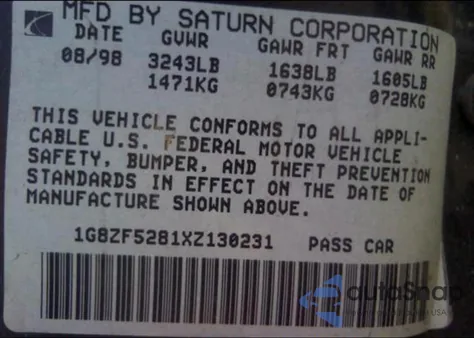 MFD BY SATURN CORPORATION
DATE GVWR GAWR FRT GAWR RR
08/98 3243LB 1638LB 1605LB
1471KG 0743KG 0728KG
THIS VEHICLE CONFORMS TO ALL APPLI-
CABLE U.S. FEDERAL MOTOR VEHICLE
SAFETY, BUMPER, AND THEFT PREVENTION
STANDARDS IN EFFECT ON THE DATE OF
MANUFACTURE SHOWN ABOVE.
1G8ZF5281XZ130231 PASS CAR
autoSnap
USA